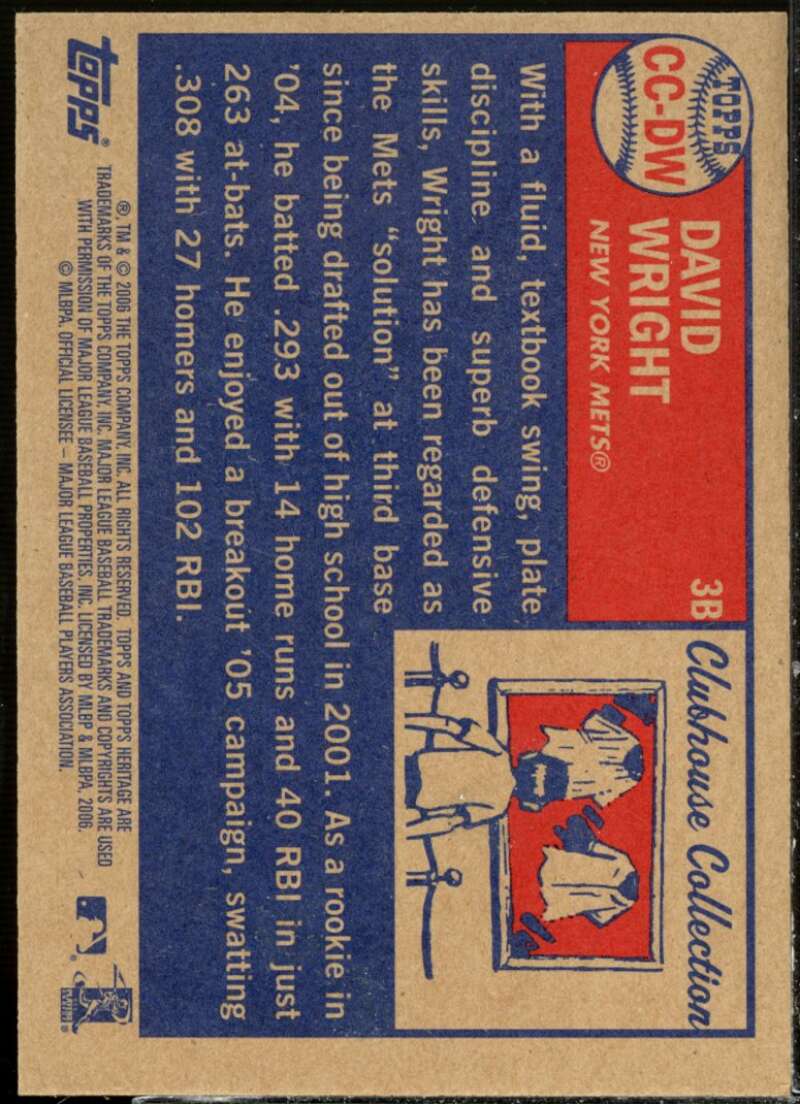 TOPPS
CC-DW
DAVID
WRIGHT
NEW YORK METS®
3B
Clubhouse Collection
With a fluid, textbook swing, plate
discipline and superb defensive
skills, Wright has been regarded as
the Mets “solution” at third base
since being drafted out of high school in 2001. As a rookie in
’04, he batted .293 with 14 home runs and 40 RBI in just
263 at-bats. He enjoyed a breakout ’05 campaign, swatting
.308 with 27 homers and 102 RBI.
topps®
®, TM & © 2006 THE TOPPS COMPANY, INC. ALL RIGHTS RESERVED. TOPPS AND TOPPS HERITAGE ARE
TRADEMARKS OF THE TOPPS COMPANY, INC. MAJOR LEAGUE BASEBALL TRADEMARKS AND COPYRIGHTS ARE USED
WITH PERMISSION OF MAJOR LEAGUE BASEBALL PROPERTIES, INC. LICENSED BY MLBP & MLBPA, 2006.
© MLBPA. OFFICIAL LICENSEE – MAJOR LEAGUE BASEBALL PLAYERS ASSOCIATION.